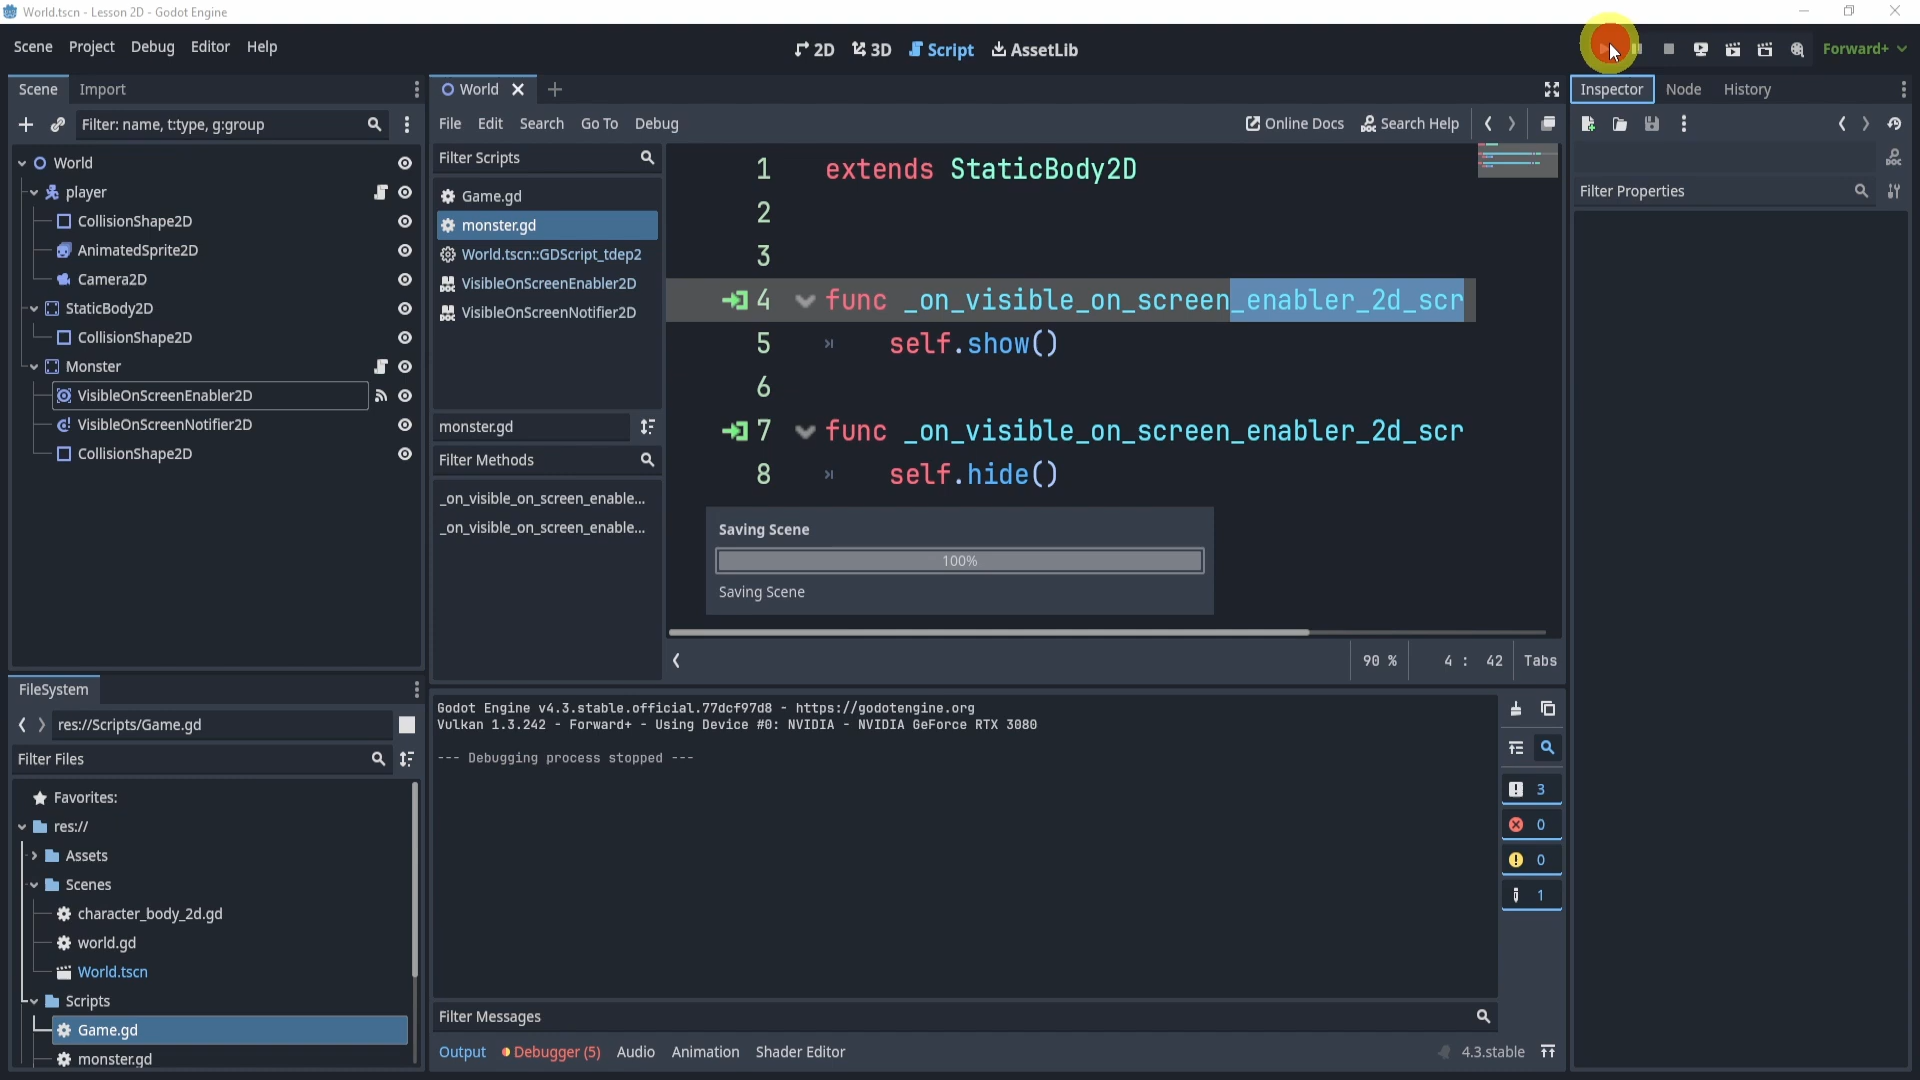 World.tscn - Lesson 2D - Godot Engine
Scene Project Debug Editor Help
2D 3D Script AssetLib
Forward+
Scene Import
World
Inspector Node History
Filter: name, t:type, g:group
File Edit Search Go To Debug
Online Docs Search Help
World
player
CollisionShape2D
AnimatedSprite2D
Camera2D
StaticBody2D
CollisionShape2D
Monster
VisibleOnScreenEnabler2D
VisibleOnScreenNotifier2D
CollisionShape2D
Filter Scripts
Game.gd
monster.gd
World.tscn::GDScript_tdep2
VisibleOnScreenEnabler2D
VisibleOnScreenNotifier2D
monster.gd
Filter Methods
_on_visible_on_screen_enable...
_on_visible_on_screen_enable...
1 extends StaticBody2D
2
3
4 func _on_visible_on_screen_enabler_2d_scr
5 self.show()
6
7 func _on_visible_on_screen_enabler_2d_scr
8 self.hide()
Saving Scene
100%
Saving Scene
90 % 4 : 42 Tabs
Filter Properties
FileSystem
res://Scripts/Game.gd
Filter Files
Favorites:
res://
Assets
Scenes
character_body_2d.gd
world.gd
World.tscn
Scripts
Game.gd
monster.gd
Godot Engine v4.3.stable.official.77dcf97d8 - https://godotengine.org
Vulkan 1.3.242 - Forward+ - Using Device #0: NVIDIA - NVIDIA GeForce RTX 3080
--- Debugging process stopped ---
3
0
0
1
Filter Messages
Output Debugger (5) Audio Animation Shader Editor
4.3.stable